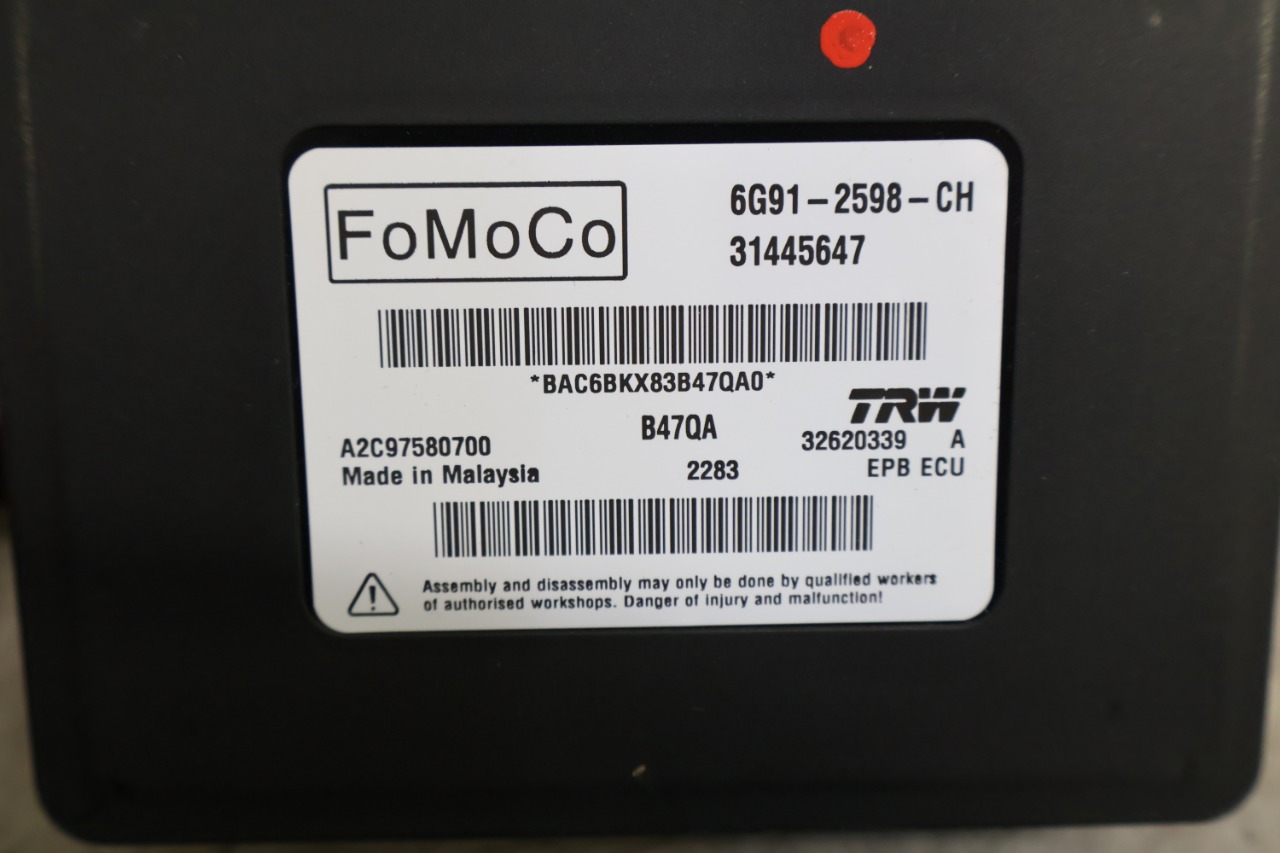 FoMoCo
6G91-2598-CH
31445647
*BAC6BKX83B47QA0*
TRW
B47QA
32620339 A
A2C97580700
Made in Malaysia
2283
EPB ECU
Assembly and disassembly may only be done by qualified workers
of authorised workshops. Danger of injury and malfunction!